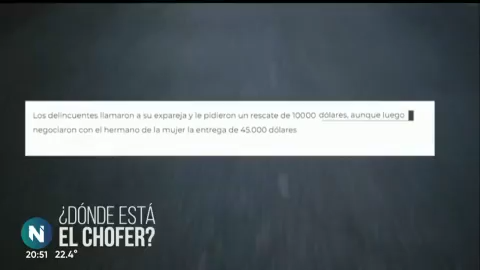 Los delincuentes llamaron a su expareja y le pidieron un rescate de 10000 dólares, aunque luego
negociaron con el hermano de la mujer la entrega de 45.000 dólares
¿DÓNDE ESTÁ
EL CHOFER?
N
20:51 22.4°